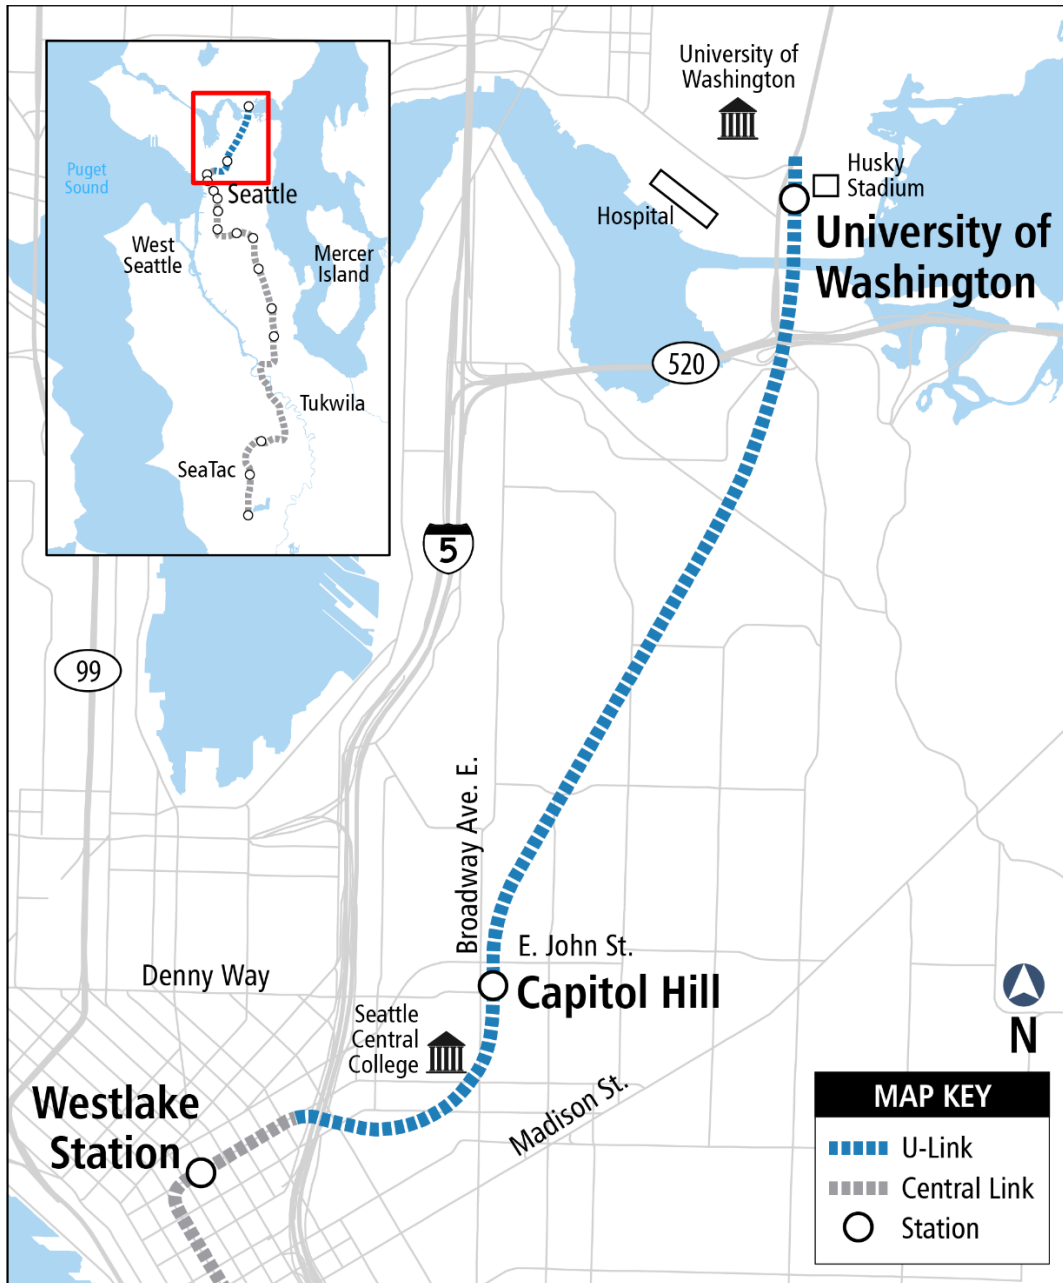 University of
Washington
Husky
Stadium
Hospital
University of
Washington
Puget
Sound
Seattle
West
Seattle
Mercer
Island
Tukwila
SeaTac
520
5
99
Broadway Ave. E.
E. John St.
Denny Way
Capitol Hill
Seattle
Central
College
Madison St.
Westlake
Station
N
MAP KEY
U-Link
Central Link
Station